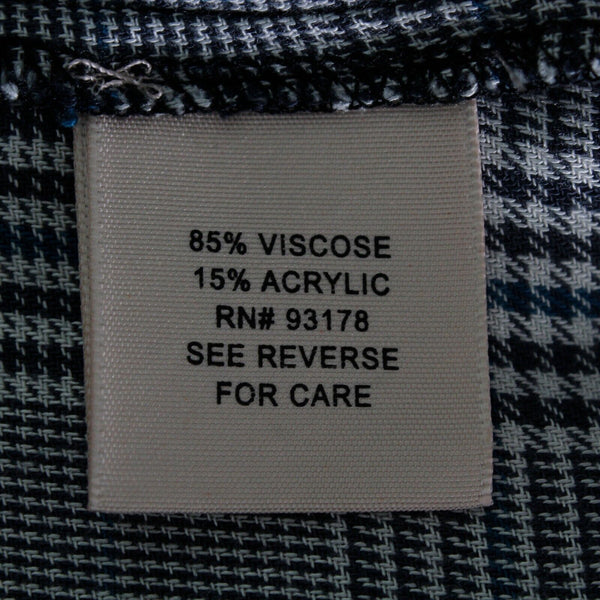 85% VISCOSE
15% ACRYLIC
RN# 93178
SEE REVERSE
FOR CARE